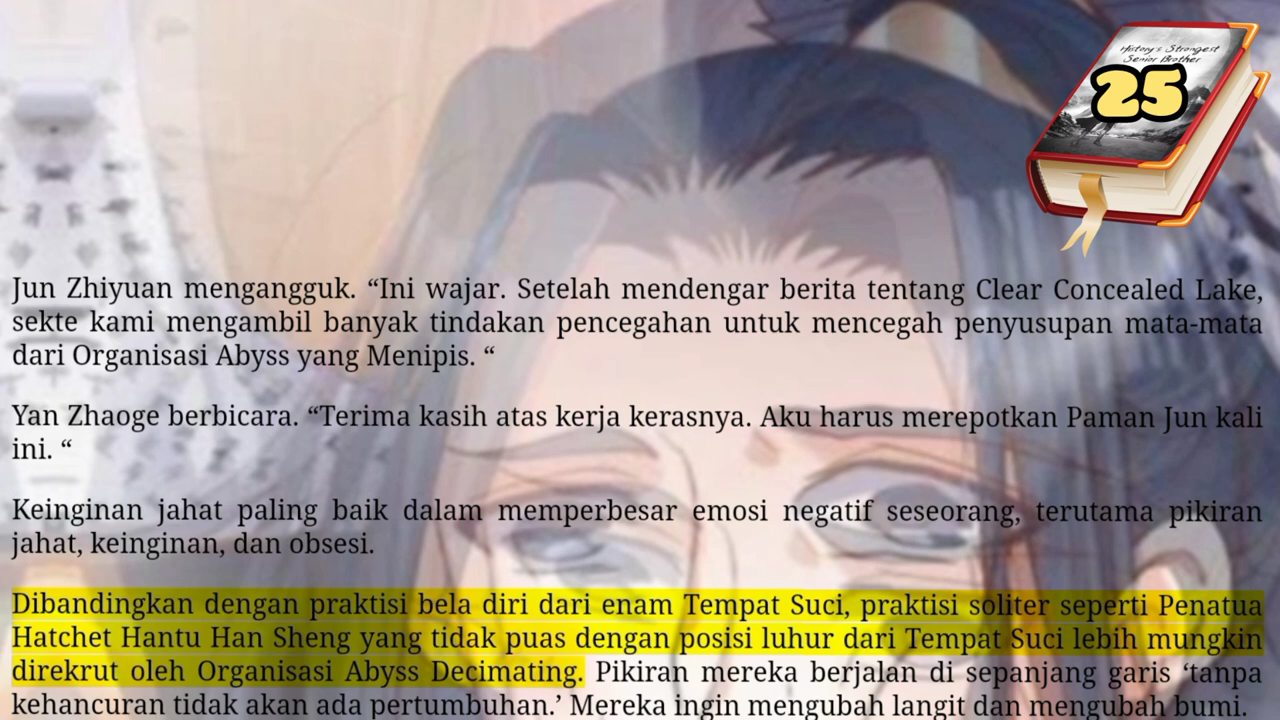 History's Strongest
Senior Brother
25
Jun Zhiyuan mengangguk. “Ini wajar. Setelah mendengar berita tentang Clear Concealed Lake,
sekte kami mengambil banyak tindakan pencegahan untuk mencegah penyusupan mata-mata
dari Organisasi Abyss yang Menipis. “
Yan Zhaoge berbicara. “Terima kasih atas kerja kerasnya. Aku harus merepotkan Paman Jun kali
ini. “
Keinginan jahat paling baik dalam memperbesar emosi negatif seseorang, terutama pikiran
jahat, keinginan, dan obsesi.
Dibandingkan dengan praktisi bela diri dari enam Tempat Suci, praktisi soliter seperti Penatua
Hatchet Hantu Han Sheng yang tidak puas dengan posisi luhur dari Tempat Suci lebih mungkin
direkrut oleh Organisasi Abyss Decimating. Pikiran mereka berjalan di sepanjang garis ‘tanpa
kehancuran tidak akan ada pertumbuhan.’ Mereka ingin mengubah langit dan mengubah bumi.